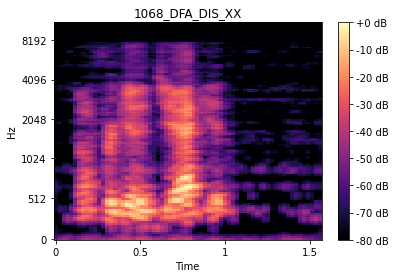 1068_DFA_DIS_XX
8192
4096
2048
1024
512
0
Hz
0
0.5
1
1.5
Time
+0 dB
-10 dB
-20 dB
-30 dB
-40 dB
-50 dB
-60 dB
-70 dB
-80 dB